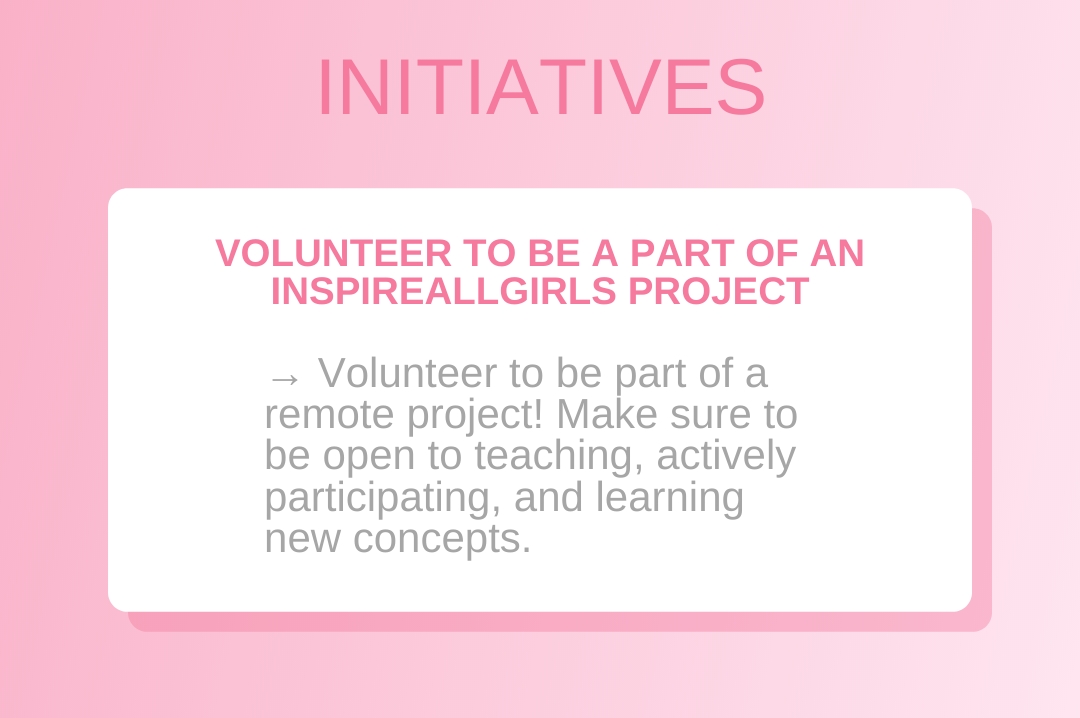 INITIATIVES
VOLUNTEER TO BE A PART OF AN
INSPIREALLGIRLS PROJECT
→ Volunteer to be part of a
remote project! Make sure to
be open to teaching, actively
participating, and learning
new concepts.